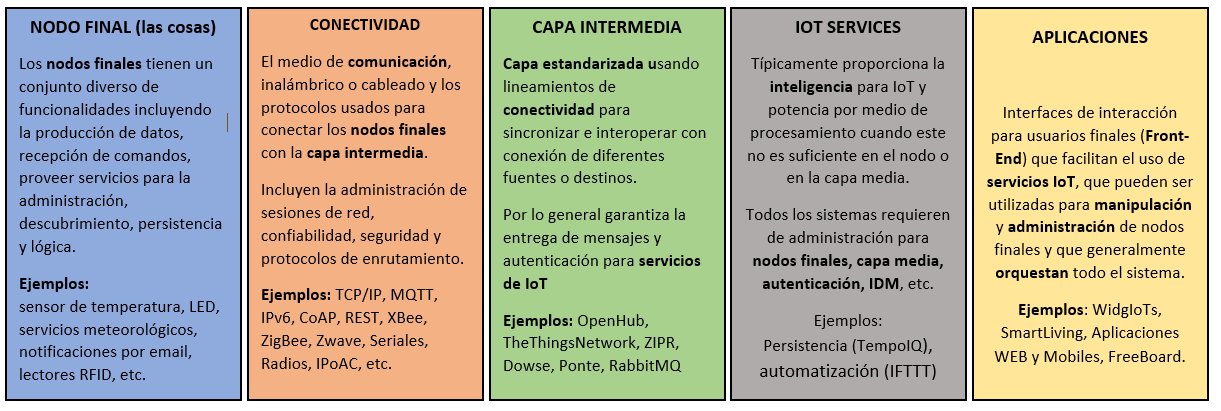 NODO FINAL (las cosas)
Los nodos finales tienen un
conjunto diverso de
funcionalidades incluyendo
la producción de datos,
recepción de comandos,
proveer servicios para la
administración,
descubrimiento, persistencia
y lógica.
Ejemplos:
sensor de temperatura, LED,
servicios meteorológicos,
notificaciones por email,
lectores RFID, etc.
CONECTIVIDAD
El medio de comunicación,
inalámbrico o cableado y los
protocolos usados para
conectar los nodos finales
con la capa intermedia.
Incluyen la administración de
sesiones de red,
confiabilidad, seguridad y
protocolos de enrutamiento.
Ejemplos: TCP/IP, MQTT,
IPv6, CoAP, REST, XBee,
ZigBee, Zwave, Seriales,
Radios, IPoAC, etc.
CAPA INTERMEDIA
Capa estandarizada usando
lineamientos de
conectividad para
sincronizar e interoperar con
conexión de diferentes
fuentes o destinos.
Por lo general garantiza la
entrega de mensajes y
autenticación para servicios
de IoT
Ejemplos: OpenHub,
TheThingsNetwork, ZIPR,
Dowse, Ponte, RabbitMQ
IOT SERVICES
Típicamente proporciona la
inteligencia para IoT y
potencia por medio de
procesamiento cuando este
no es suficiente en el nodo o
en la capa media.
Todos los sistemas requieren
de administración para
nodos finales, capa media,
autenticación, IDM, etc.
Ejemplos:
Persistencia (TempoIQ),
automatización (IFTTT)
APLICACIONES
Interfaces de interacción
para usuarios finales (Front-
End) que facilitan el uso de
servicios IoT, que pueden ser
utilizadas para manipulación
y administración de nodos
finales y que generalmente
orquestan todo el sistema.
Ejemplos: WidgIoTs,
SmartLiving, Aplicaciones
WEB y Mobiles, FreeBoard.